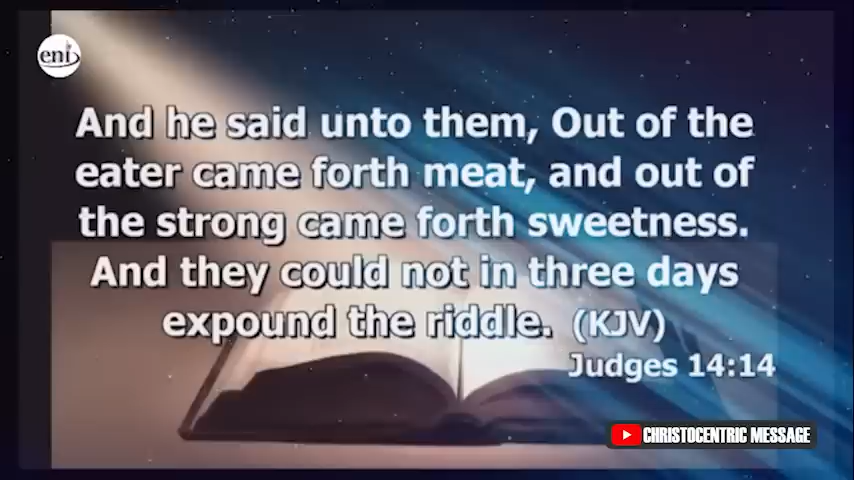 eni
And he said unto them, Out of the
eater came forth meat, and out of
the strong came forth sweetness.
And they could not in three days
expound the riddle. (KJV)
Judges 14:14
CHRISTOCENTRIC MESSAGE